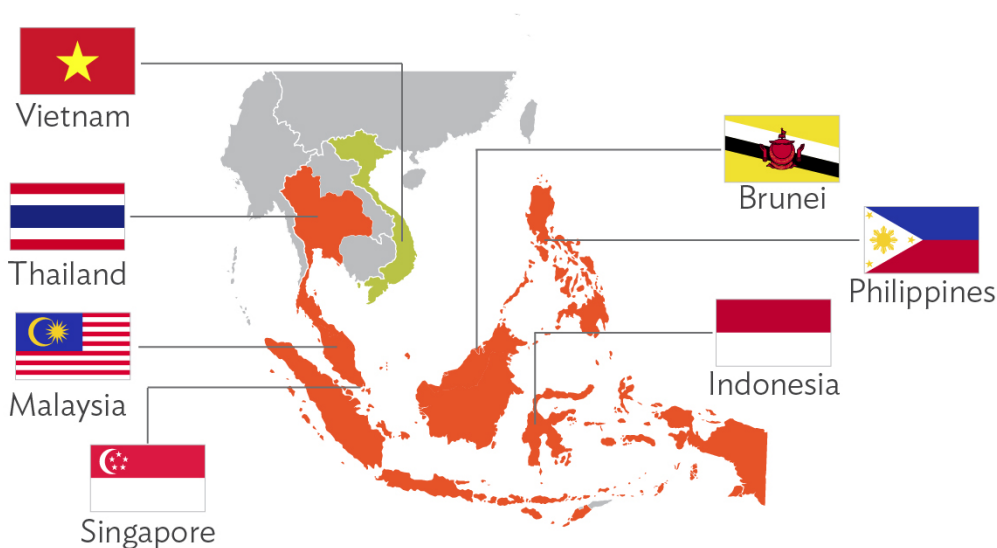 Vietnam
Thailand
Malaysia
Singapore
Brunei
Philippines
Indonesia